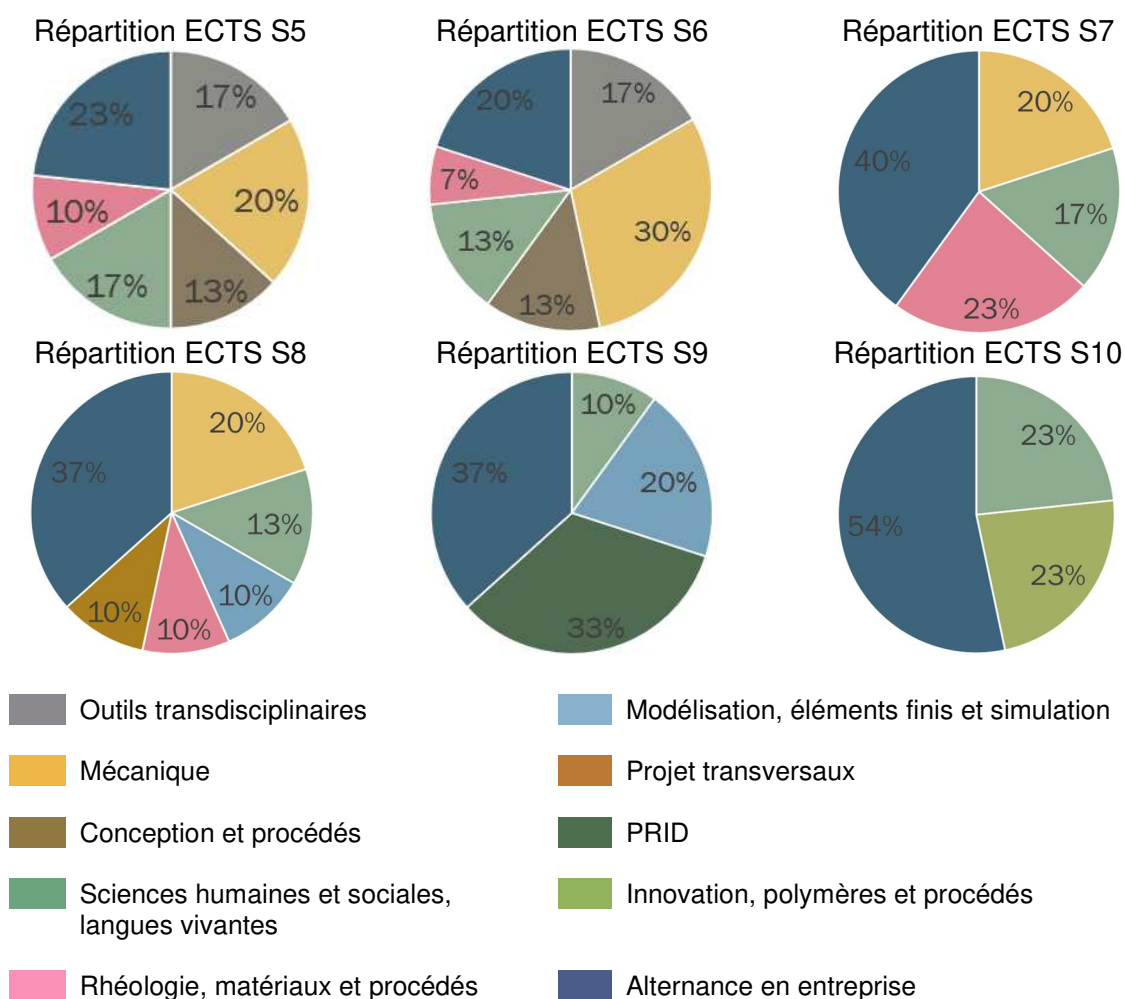 Répartition ECTS S5
Répartition ECTS S6
Répartition ECTS S7
23%
17%
20%
13%
17%
10%
20%
17%
30%
13%
13%
7%
40%
20%
17%
23%
Répartition ECTS S8
Répartition ECTS S9
Répartition ECTS S10
37%
20%
13%
10%
10%
10%
37%
10%
20%
33%
54%
23%
23%
Outils transdisciplinaires
Mécanique
Conception et procédés
Sciences humaines et sociales,
langues vivantes
Rhéologie, matériaux et procédés
Modélisation, éléments finis et simulation
Projet transversaux
PRID
Innovation, polymères et procédés
Alternance en entreprise